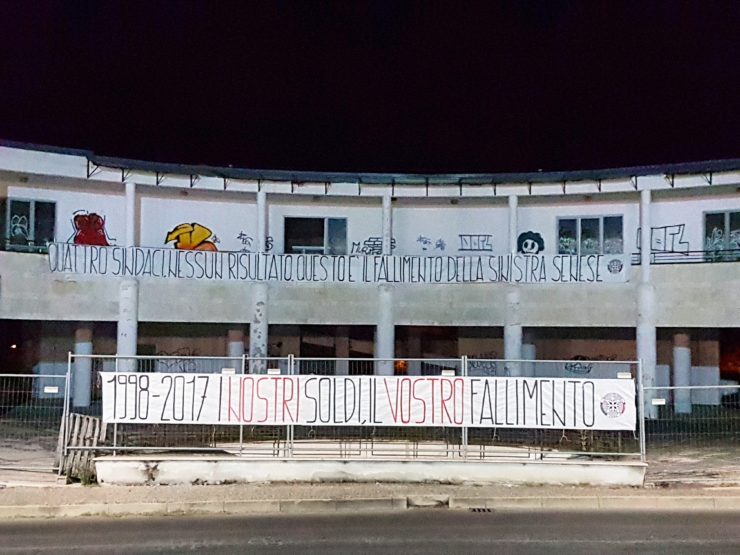 QUATTRO SINDACI, NESSUN RISULTATO. QUESTO E' IL FALLIMENTO DELLA SINISTRA SENESE
1998-2017 I NOSTRI SOLDI, IL VOSTRO FALLIMENTO